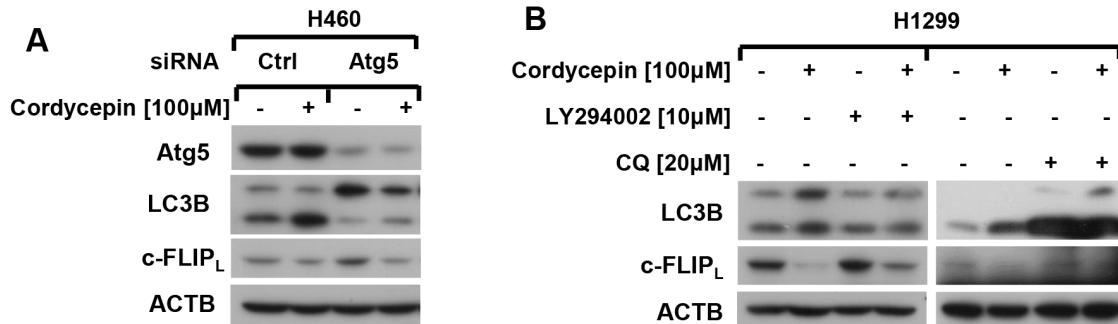 A
H460
siRNA Ctrl Atg5
Cordycepin [100μM] - + - +
Atg5
LC3B
c-FLIPL
ACTB
B
H1299
Cordycepin [100μM] - + - + - + - +
LY294002 [10μM] - - + + - - - -
CQ [20μM] - - - - - - + +
LC3B
c-FLIPL
ACTB